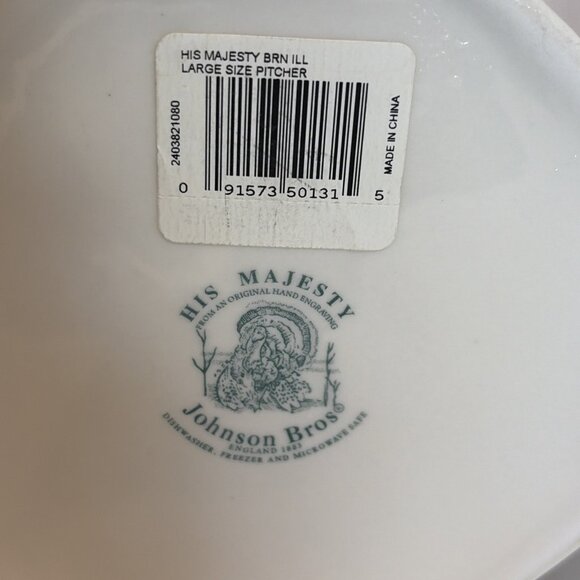 HIS MAJESTY BRN ILL
LARGE SIZE PITCHER
2403821080
MADE IN CHINA
0 91573 50131 5
HIS MAJESTY
FROM AN ORIGINAL HAND ENGRAVING
Johnson Bros®
ENGLAND 1883
DISHWASHER, FREEZER AND MICROWAVE SAFE